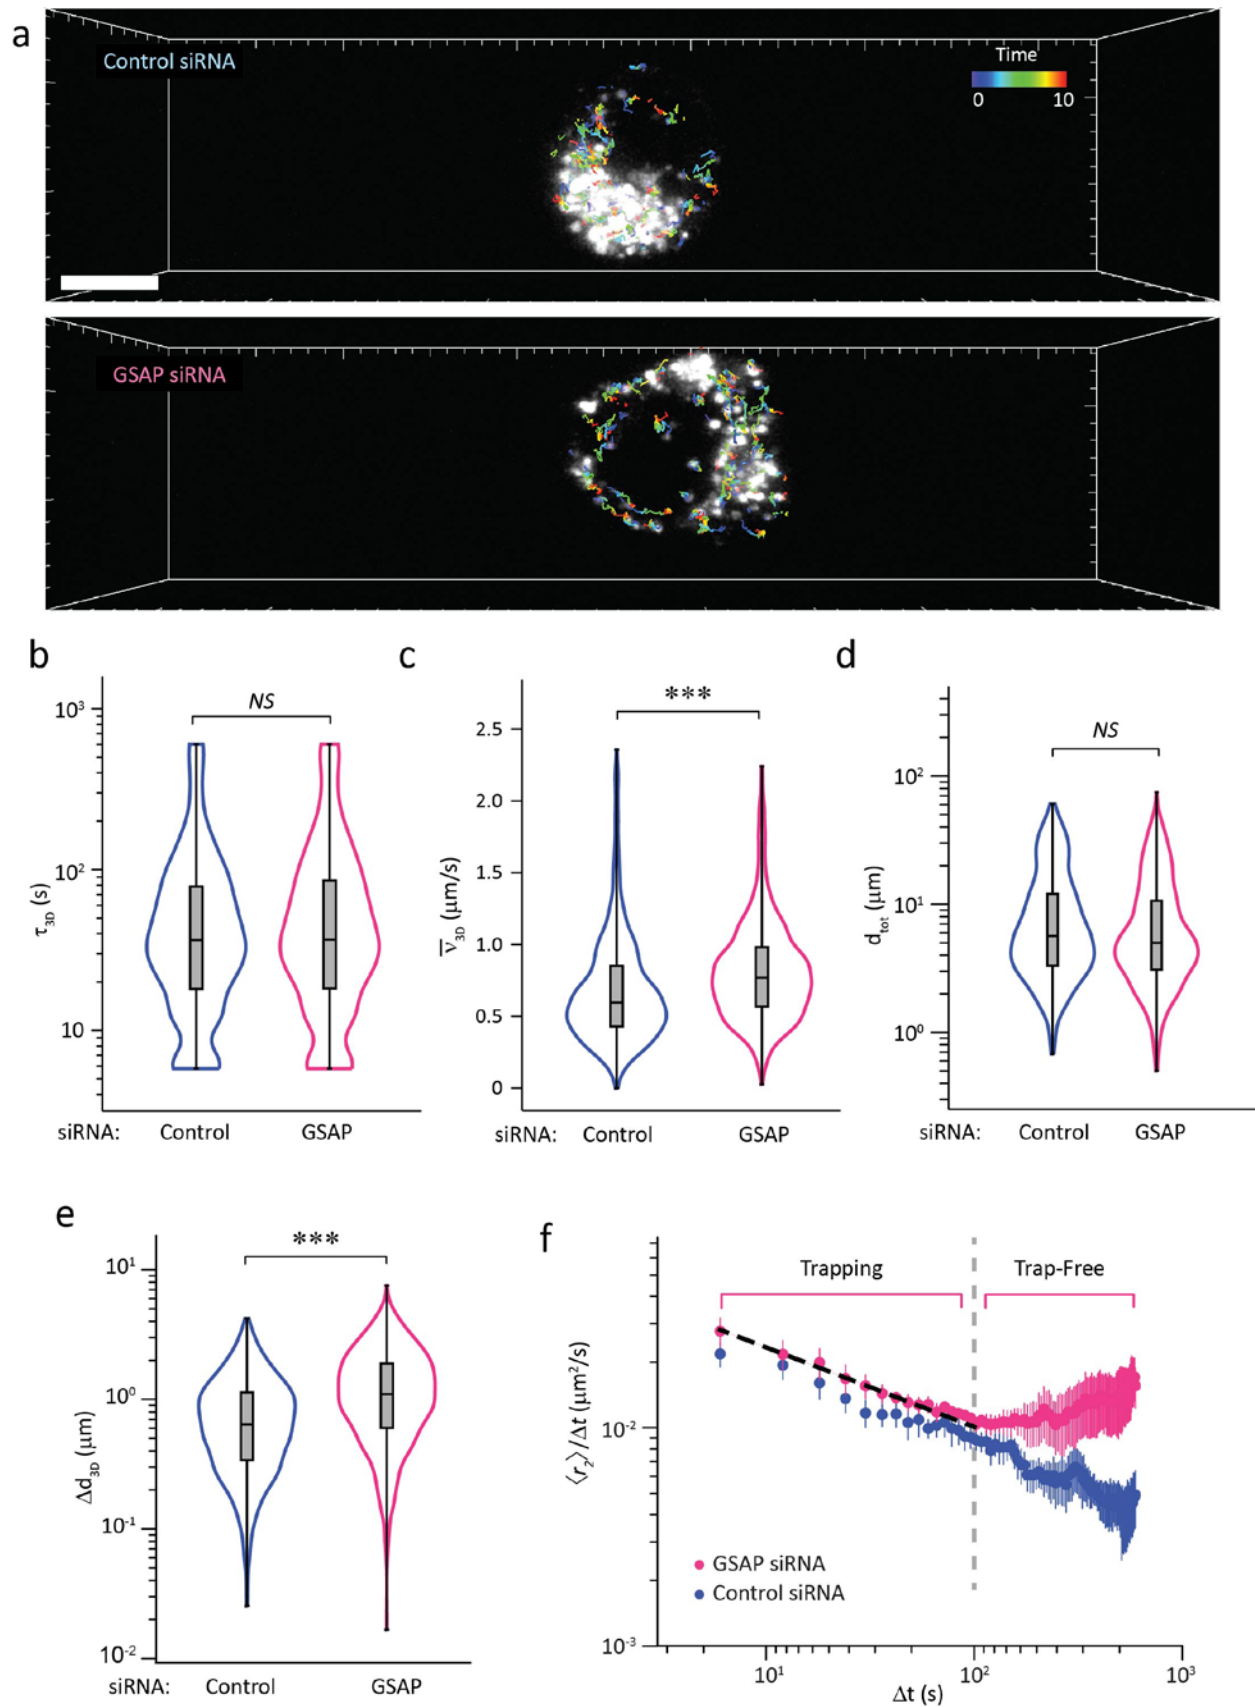 a
Control siRNA
Time
0 10
GSAP siRNA
b
NS
10³
10²
10
τ3D (s)
siRNA: Control GSAP
c
***
2.5
2.0
1.5
1.0
0.5
0
v̅3D (μm/s)
siRNA: Control GSAP
d
NS
10²
10¹
10⁰
dtot (μm)
siRNA: Control GSAP
e
***
10¹
10⁰
10⁻¹
10⁻²
Δd3D (μm)
siRNA: Control GSAP
f
Trapping Trap-Free
10⁻²
10⁻³
⟨r₂⟩/Δt (μm²/s)
GSAP siRNA
Control siRNA
10¹ 10² 10³
Δt (s)